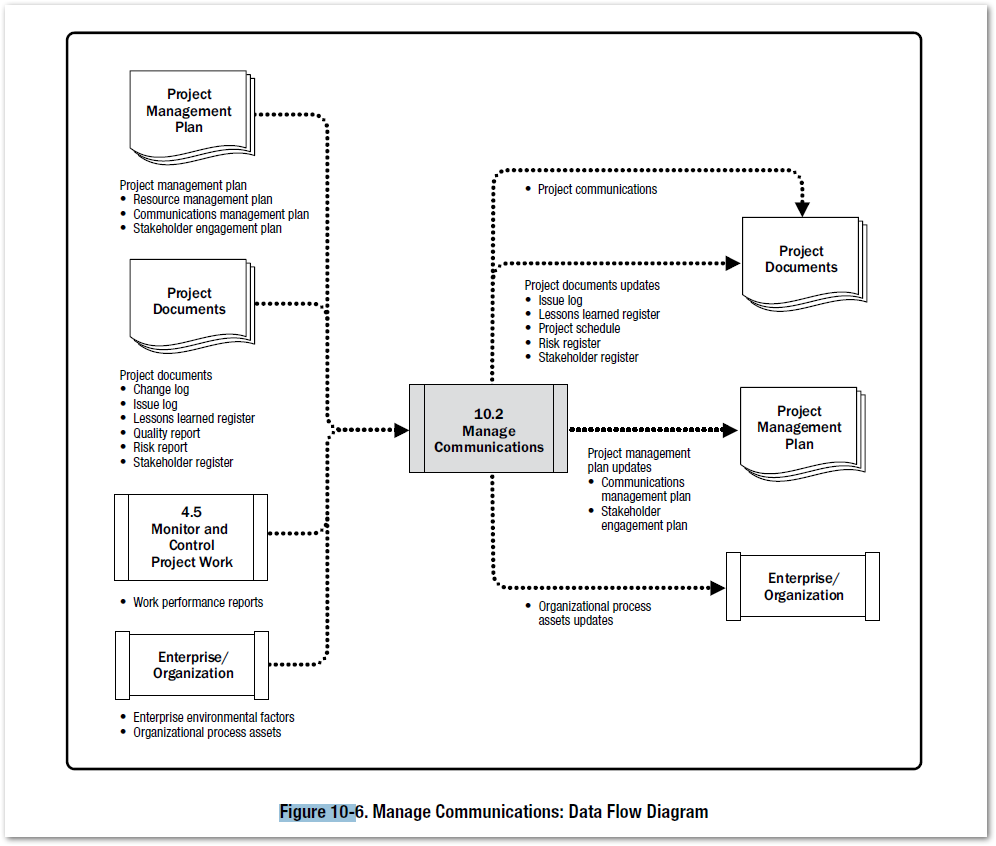 Project
Management
Plan
Project management plan
• Resource management plan
• Communications management plan
• Stakeholder engagement plan
Project
Documents
Project documents
• Change log
• Issue log
• Lessons learned register
• Quality report
• Risk report
• Stakeholder register
4.5
Monitor and
Control
Project Work
• Work performance reports
Enterprise/
Organization
• Enterprise environmental factors
• Organizational process assets
10.2
Manage
Communications
• Project communications
Project
Documents
Project documents updates
• Issue log
• Lessons learned register
• Project schedule
• Risk register
• Stakeholder register
Project
Management
Plan
Project management
plan updates
• Communications
management plan
• Stakeholder
engagement plan
Enterprise/
Organization
• Organizational process
assets updates
Figure 10-6. Manage Communications: Data Flow Diagram